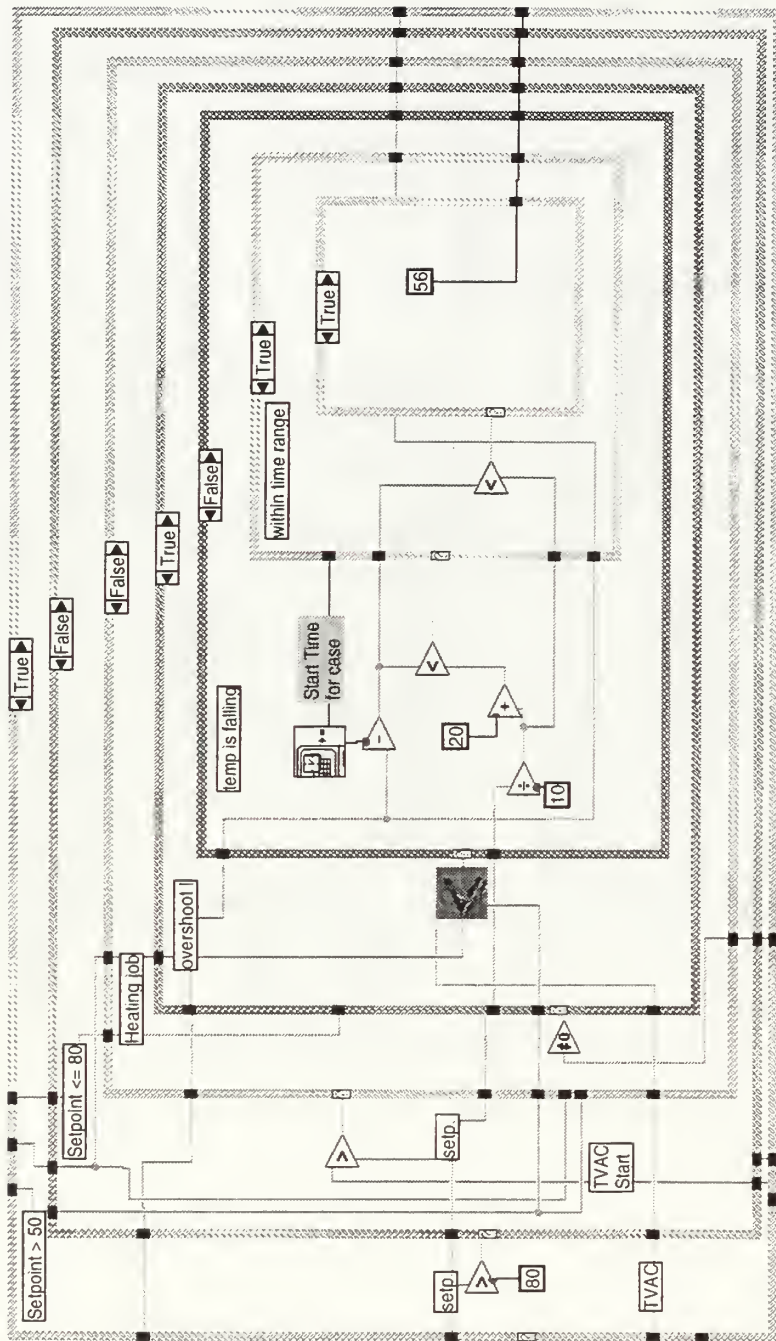 True
Setpoint > 50
False
Setpoint <= 80
False
Heating job
True
overshoot !
False
temp is falling
True
within time range
Start Time
for case
True
>
-
56
<
setp.
setp.
20
>
<
+
÷
80
10
≠0
TVAC
Start
TVAC